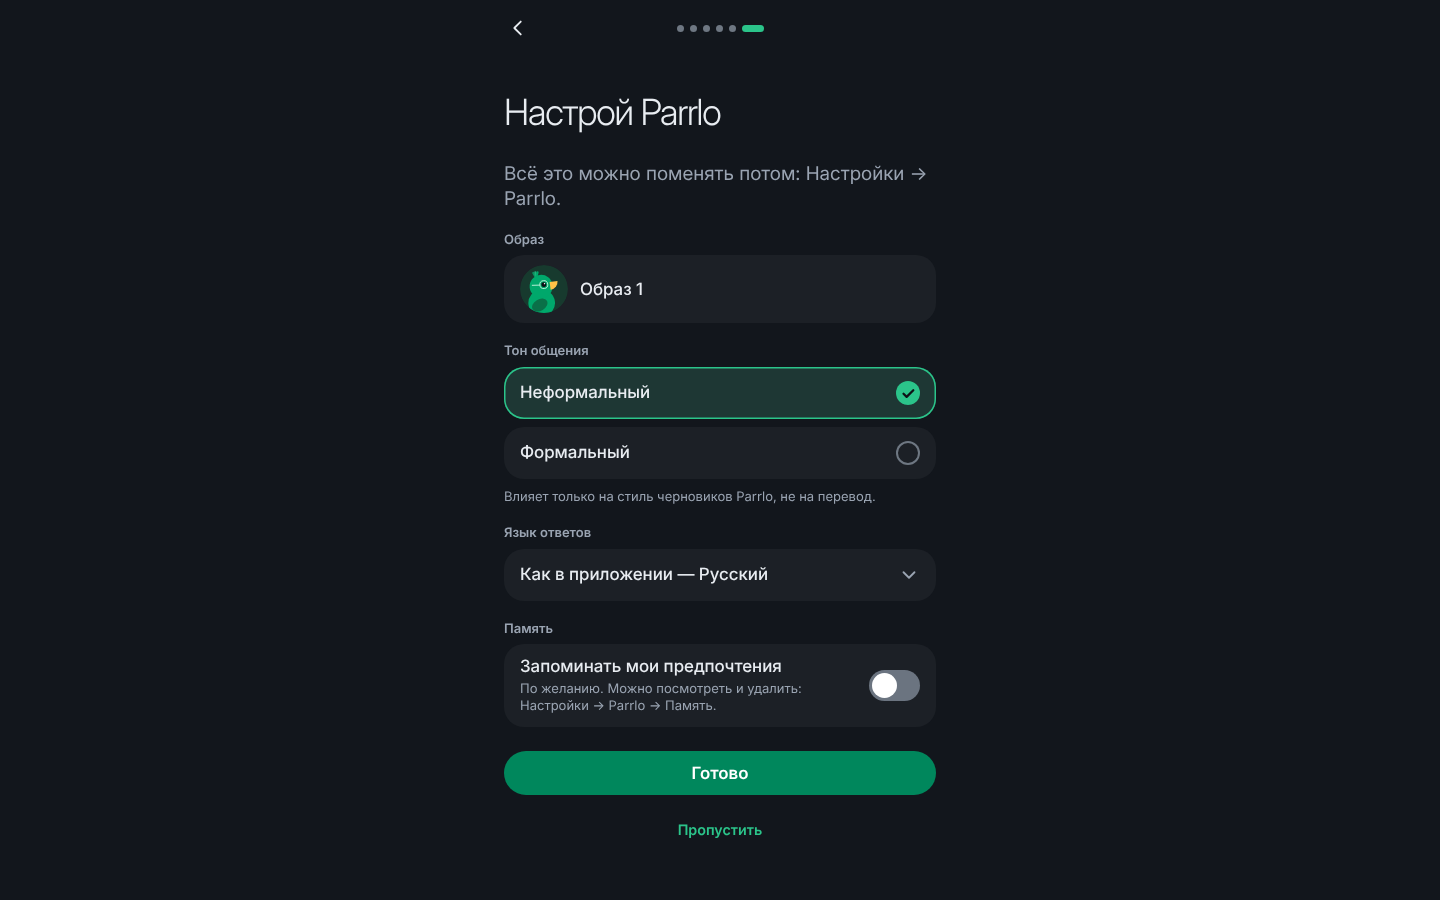 Настрой Parrlo
Всё это можно поменять потом: Настройки →
Parrlo.
Образ
Образ 1
Тон общения
Неформальный
Формальный
Влияет только на стиль черновиков Parrlo, не на перевод.
Язык ответов
Как в приложении — Русский
Память
Запоминать мои предпочтения
По желанию. Можно посмотреть и удалить:
Настройки → Parrlo → Память.
Готово
Пропустить